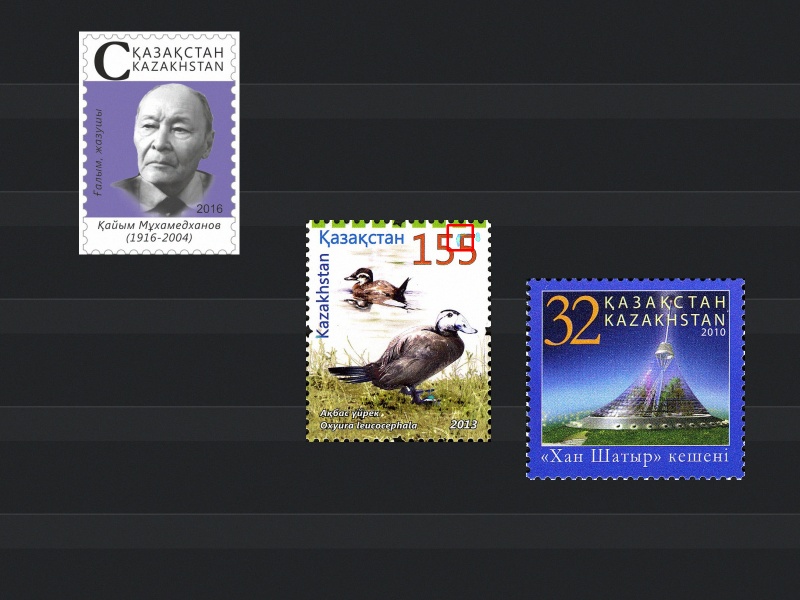 С ҚАЗАҚСТАН
KAZAKHSTAN
Ғалым, жазушы
2016
Қайым Мұхамедханов
(1916-2004)
Қазақстан 155
Kazakhstan
Ақбас үйрек
Oxyura leucocephala 2013
32 ҚАЗАҚСТАН
KAZAKHSTAN
2010
«Хан Шатыр» кешені